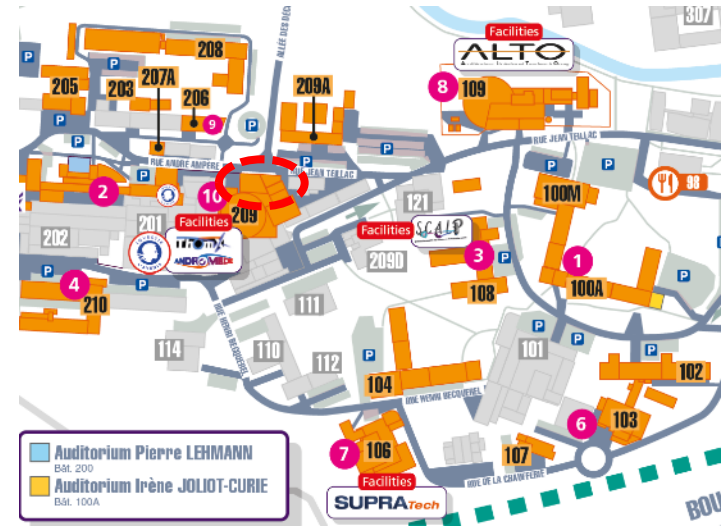 307
208
Facilities
ALTO
ALLÉE DES DÉC
P
205
203
207A
206
9
P
209A
8
109
P
RUE JEAN TEILLAC
RUE ANDRE AMPERE
RUE JEAN TEILLAC
P
2
10
209
121
100M
98
201
Facilities
ThomX
ANDROMEDE
202
P
Facilities
SCALP
3
P
1
209D
108
100A
P
4
210
P
P
111
RUE HENRI BECQUEREL
114
110
112
P
101
P
P
104
102
RUE HENRI BECQUEREL
6
103
7
106
107
RUE DE LA CHAUFFERIE
Facilities
SUPRATech
BOU
Auditorium Pierre LEHMANN
Bât. 200
Auditorium Irène JOLIOT-CURIE
Bât. 100A